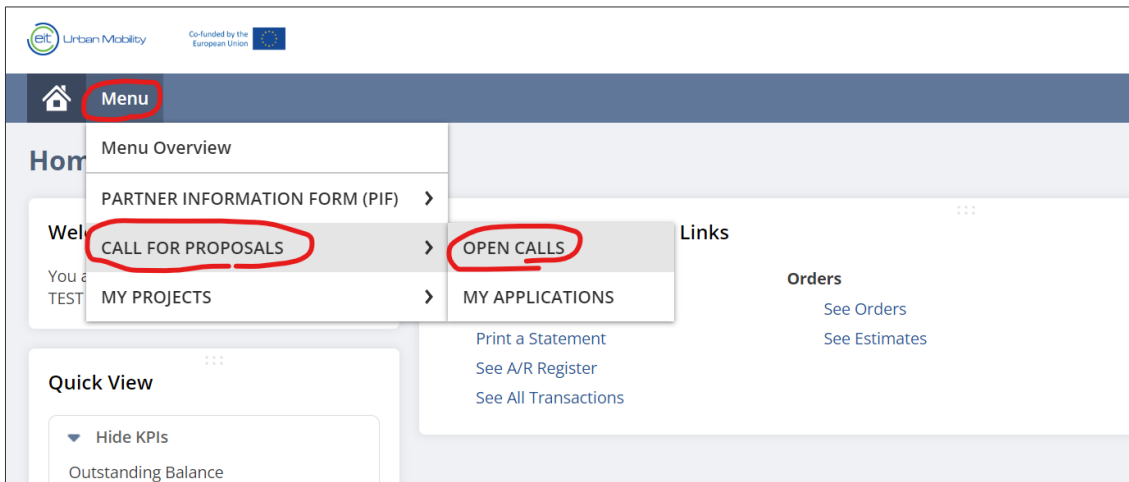 eit Urban Mobility
Co-funded by the
European Union
Menu
Hom
Menu Overview
PARTNER INFORMATION FORM (PIF)
CALL FOR PROPOSALS
MY PROJECTS
OPEN CALLS
MY APPLICATIONS
Wel
You a
TEST
Links
Print a Statement
See A/R Register
See All Transactions
Orders
See Orders
See Estimates
Quick View
Hide KPIs
Outstanding Balance